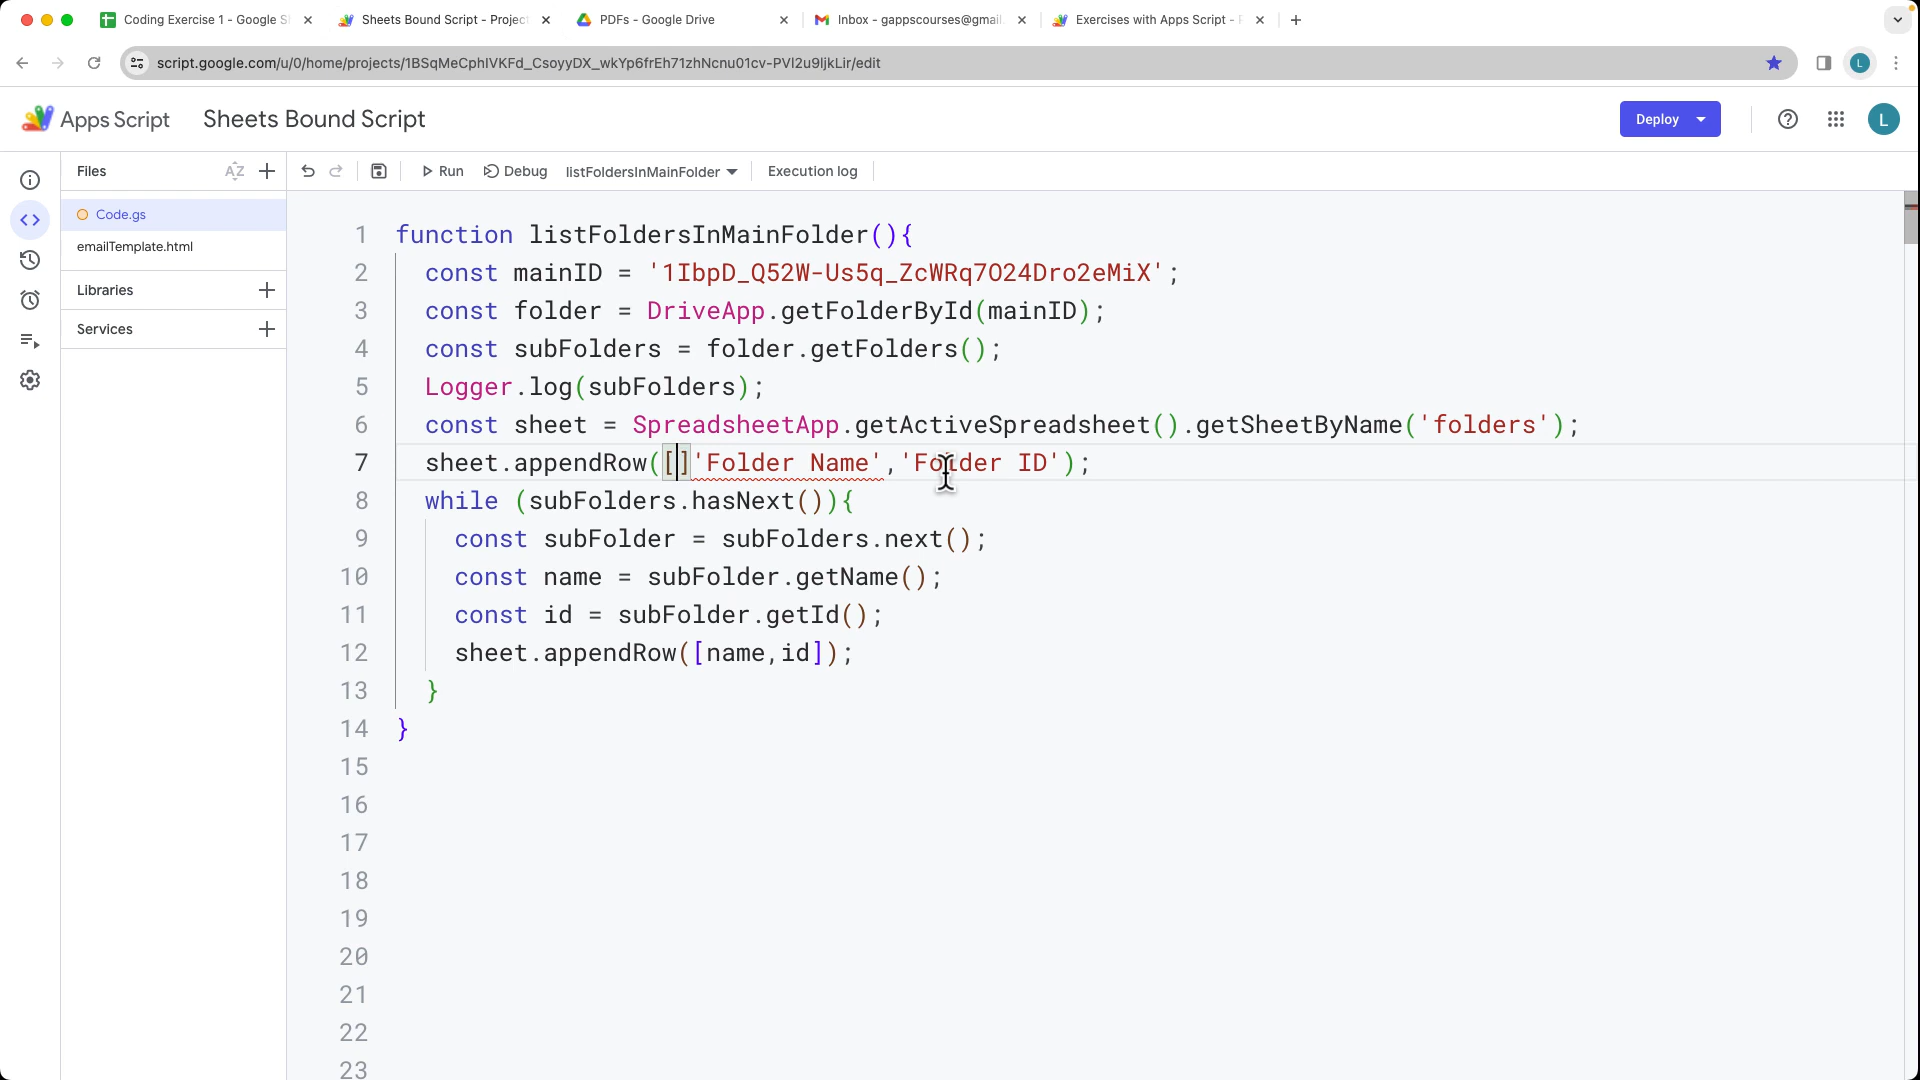 Coding Exercise 1 - Google S
Sheets Bound Script - Project
PDFs - Google Drive
Inbox - gappscourses@gmail.
Exercises with Apps Script - P
script.google.com/u/0/home/projects/1BSqMeCphIVKFd_CsoyyDX_wkYp6frEh71zhNcnu01cv-PVI2u9ljkLir/edit
L
Apps Script
Sheets Bound Script
Deploy
L
Files
AZ
Run
Debug
listFoldersInMainFolder
Execution log
Code.gs
emailTemplate.html
Libraries
Services
1 function listFoldersInMainFolder(){
2 const mainID = '1IbpD_Q52W-Us5q_ZcWRq7O24Dro2eMiX';
3 const folder = DriveApp.getFolderById(mainID);
4 const subFolders = folder.getFolders();
5 Logger.log(subFolders);
6 const sheet = SpreadsheetApp.getActiveSpreadsheet().getSheetByName('folders');
7 sheet.appendRow([]'Folder Name','Folder ID');
8 while (subFolders.hasNext()){
9 const subFolder = subFolders.next();
10 const name = subFolder.getName();
11 const id = subFolder.getId();
12 sheet.appendRow([name,id]);
13 }
14 }
15
16
17
18
19
20
21
22
23